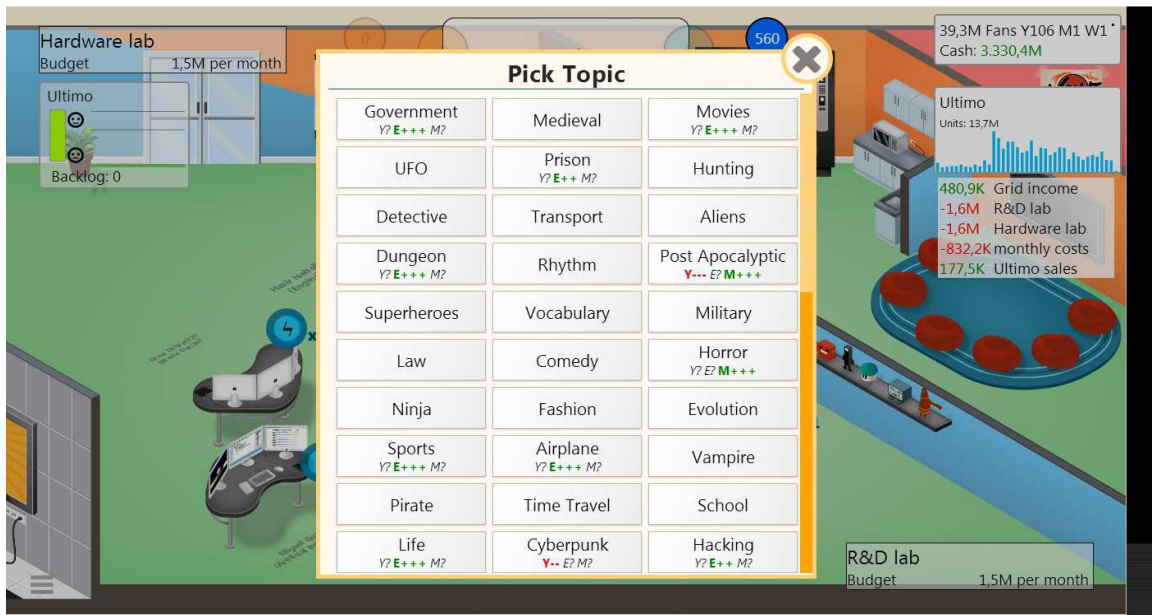 Hardware lab
Budget 1,5M per month
Ultimo
Backlog: 0
0
560
39,3M Fans Y106 M1 W1
Cash: 3.330,4M
Ultimo
Units: 13,7M
480,9K Grid income
-1,6M R&D lab
-1,6M Hardware lab
-832,2K monthly costs
177,5K Ultimo sales
Pick Topic
Government Medieval Movies
Y? E+++ M? Y? E+++ M?
UFO Prison Hunting
Y? E++ M?
Detective Transport Aliens
Dungeon Rhythm Post Apocalyptic
Y? E+++ M? Y--- E? M+++
Superheroes Vocabulary Military
Law Comedy Horror
Y? E? M+++
Ninja Fashion Evolution
Sports Airplane Vampire
Y? E+++ M? Y? E+++ M?
Pirate Time Travel School
Life Cyberpunk Hacking
Y? E+++ M? Y-- E? M? Y? E++ M?
R&D lab
Budget 1,5M per month